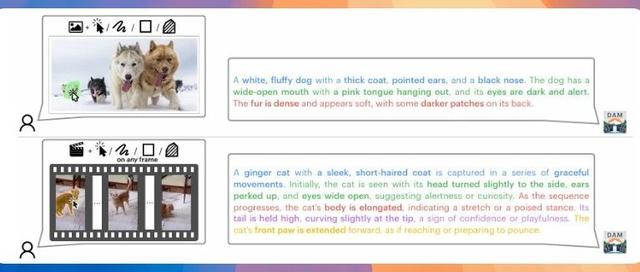 A white, fluffy dog with a thick coat, pointed ears, and a black nose. The dog has a
wide-open mouth with a pink tongue hanging out, and its eyes are dark and alert.
The fur is dense and appears soft, with some darker patches on its back.
DAM
on any frame
A ginger cat with a sleek, short-haired coat is captured in a series of graceful
movements. Initially, the cat is seen with its head turned slightly to the side, ears
perked up, and eyes wide open, suggesting alertness or curiosity. As the sequence
progresses, the cat's body is elongated, indicating a stretch or a poised stance. Its
tail is held high, curving slightly at the tip, a sign of confidence or playfulness. The
cat's front paw is extended forward, as if reaching or preparing to pounce.
DAM